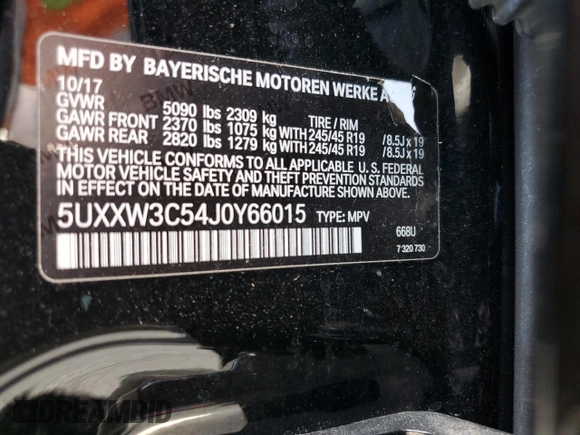 MFD BY BAYERISCHE MOTOREN WERKE A
10/17
GVWR 5090 lbs 2309 kg TIRE / RIM
GAWR FRONT 2370 lbs 1075 kg WITH 245/45 R19 /8.5J x 19
GAWR REAR 2820 lbs 1279 kg WITH 245/45 R19 /8.5J x 19
THIS VEHICLE CONFORMS TO ALL APPLICABLE U. S. FEDERAL
MOTOR VEHICLE SAFETY, BUMPER, AND THEFT PREVENTION STANDARDS
IN EFFECT ON THE DATE OF MANUFACTURE SHOWN ABOVE.
5UXXW3C54J0Y66015 TYPE: MPV
668U
7 320 730
DREAMBID